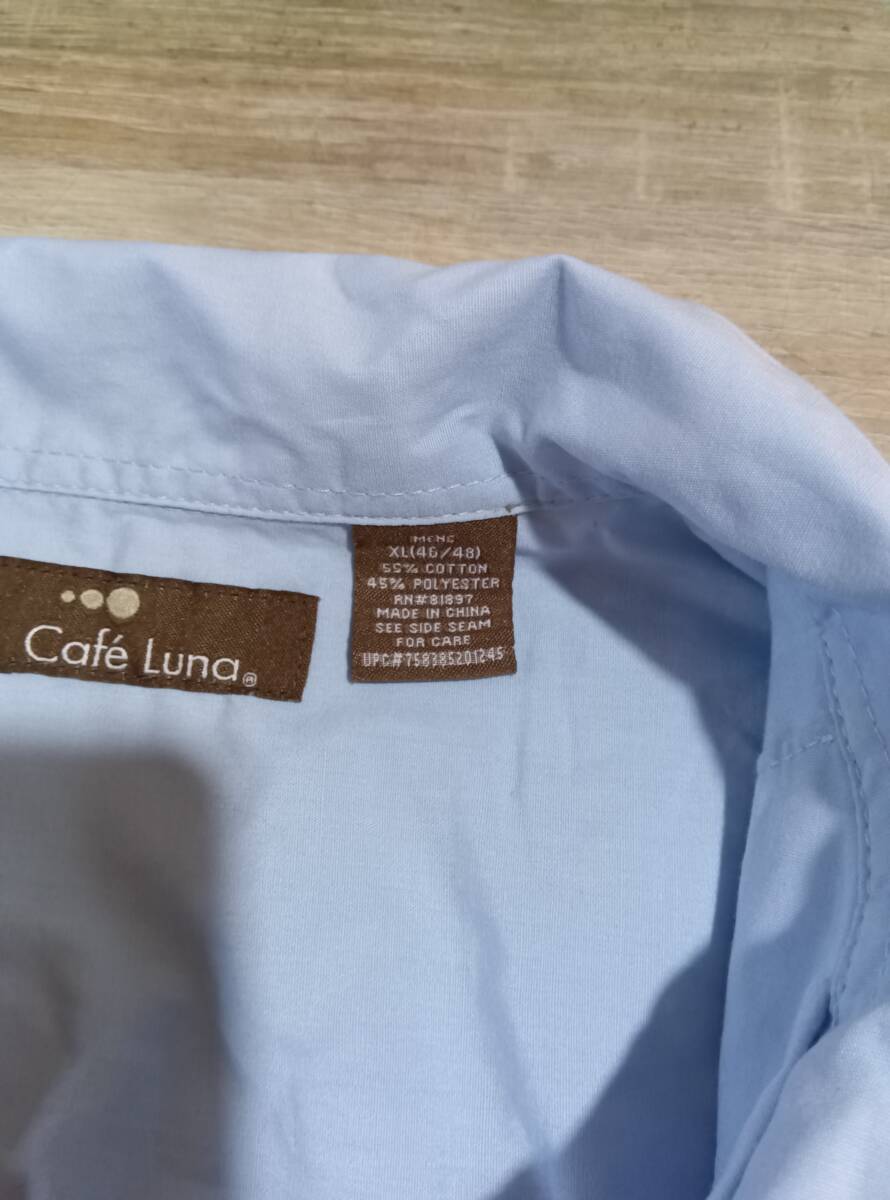 Café Luna®
MENS
XL(46/48)
55% COTTON
45% POLYESTER
RN#81897
MADE IN CHINA
SEE SIDE SEAM
FOR CARE
UPC#758385201245